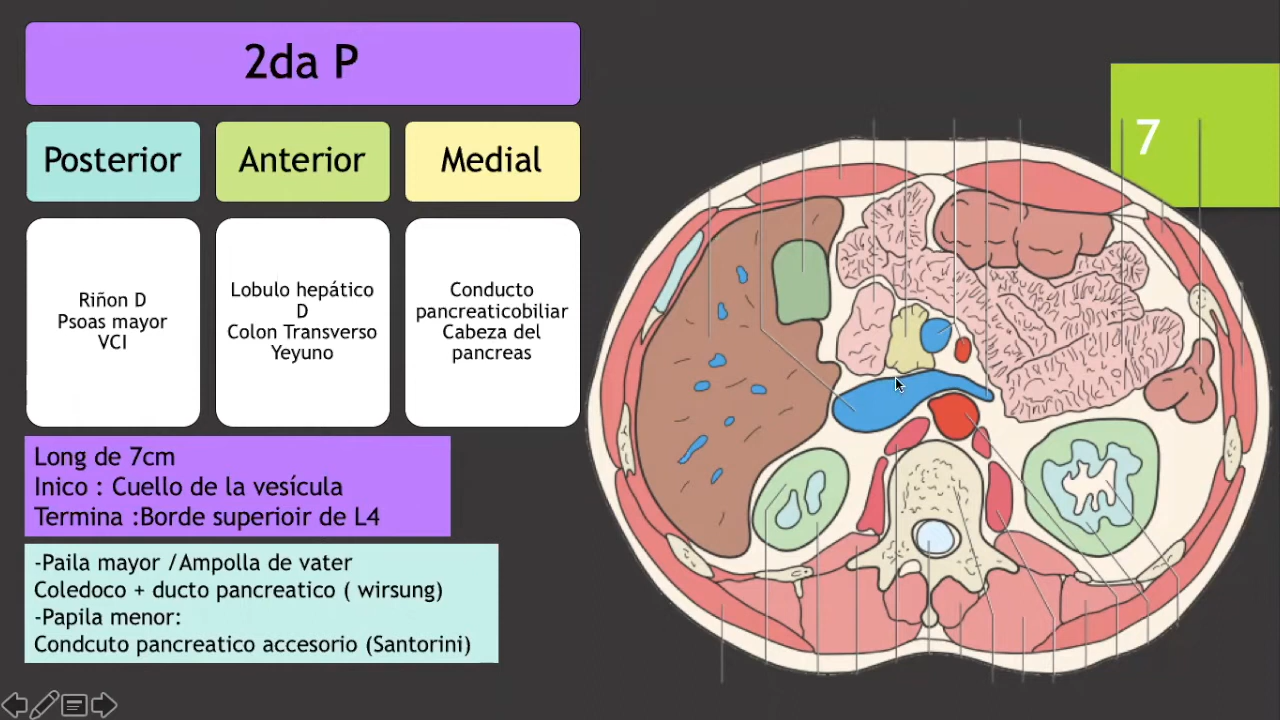 2da P
7
Posterior
Anterior
Medial
Riñon D
Psoas mayor
VCI
Lobulo hepático
D
Colon Transverso
Yeyuno
Conducto
pancreaticobiliar
Cabeza del
pancreas
Long de 7cm
Inico : Cuello de la vesícula
Termina :Borde superioir de L4
-Paila mayor /Ampolla de vater
Coledoco + ducto pancreatico ( wirsung)
-Papila menor:
Condcuto pancreatico accesorio (Santorini)